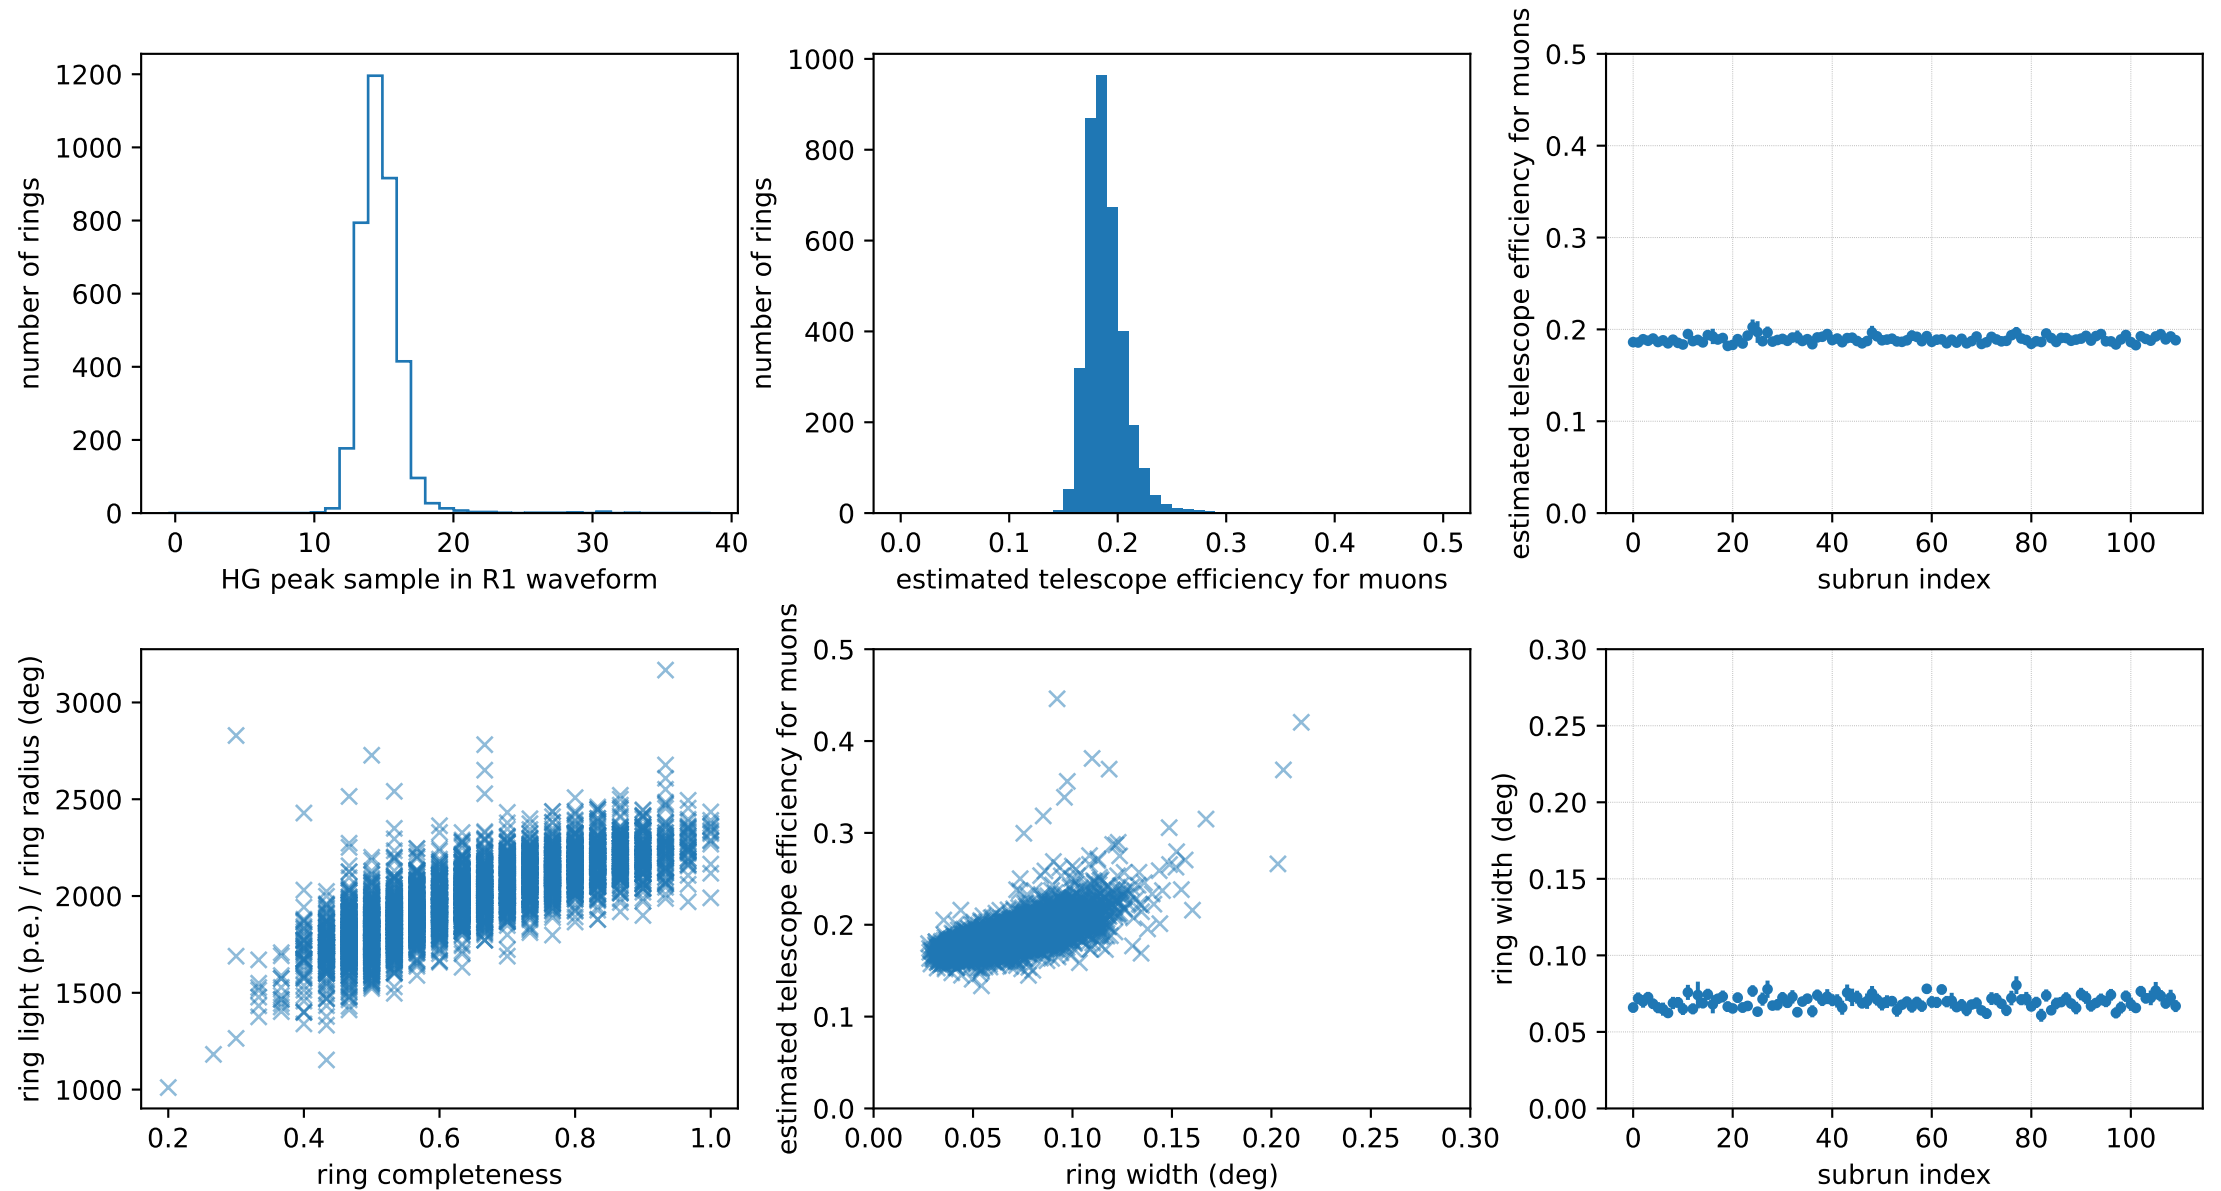 1200
1000
800
600
400
200
0
number of rings
0 10 20 30 40
HG peak sample in R1 waveform
1000
800
600
400
200
0
number of rings
0.0 0.1 0.2 0.3 0.4 0.5
estimated telescope efficiency for muons
0.5
0.4
0.3
0.2
0.1
0.0
estimated telescope efficiency for muons
0 20 40 60 80 100
subrun index
3000
2500
2000
1500
1000
ring light (p.e.) / ring radius (deg)
0.2 0.4 0.6 0.8 1.0
ring completeness
0.5
0.4
0.3
0.2
0.1
0.0
estimated telescope efficiency for muons
0.00 0.05 0.10 0.15 0.20 0.25 0.30
ring width (deg)
0.30
0.25
0.20
0.15
0.10
0.05
0.00
ring width (deg)
0 20 40 60 80 100
subrun index